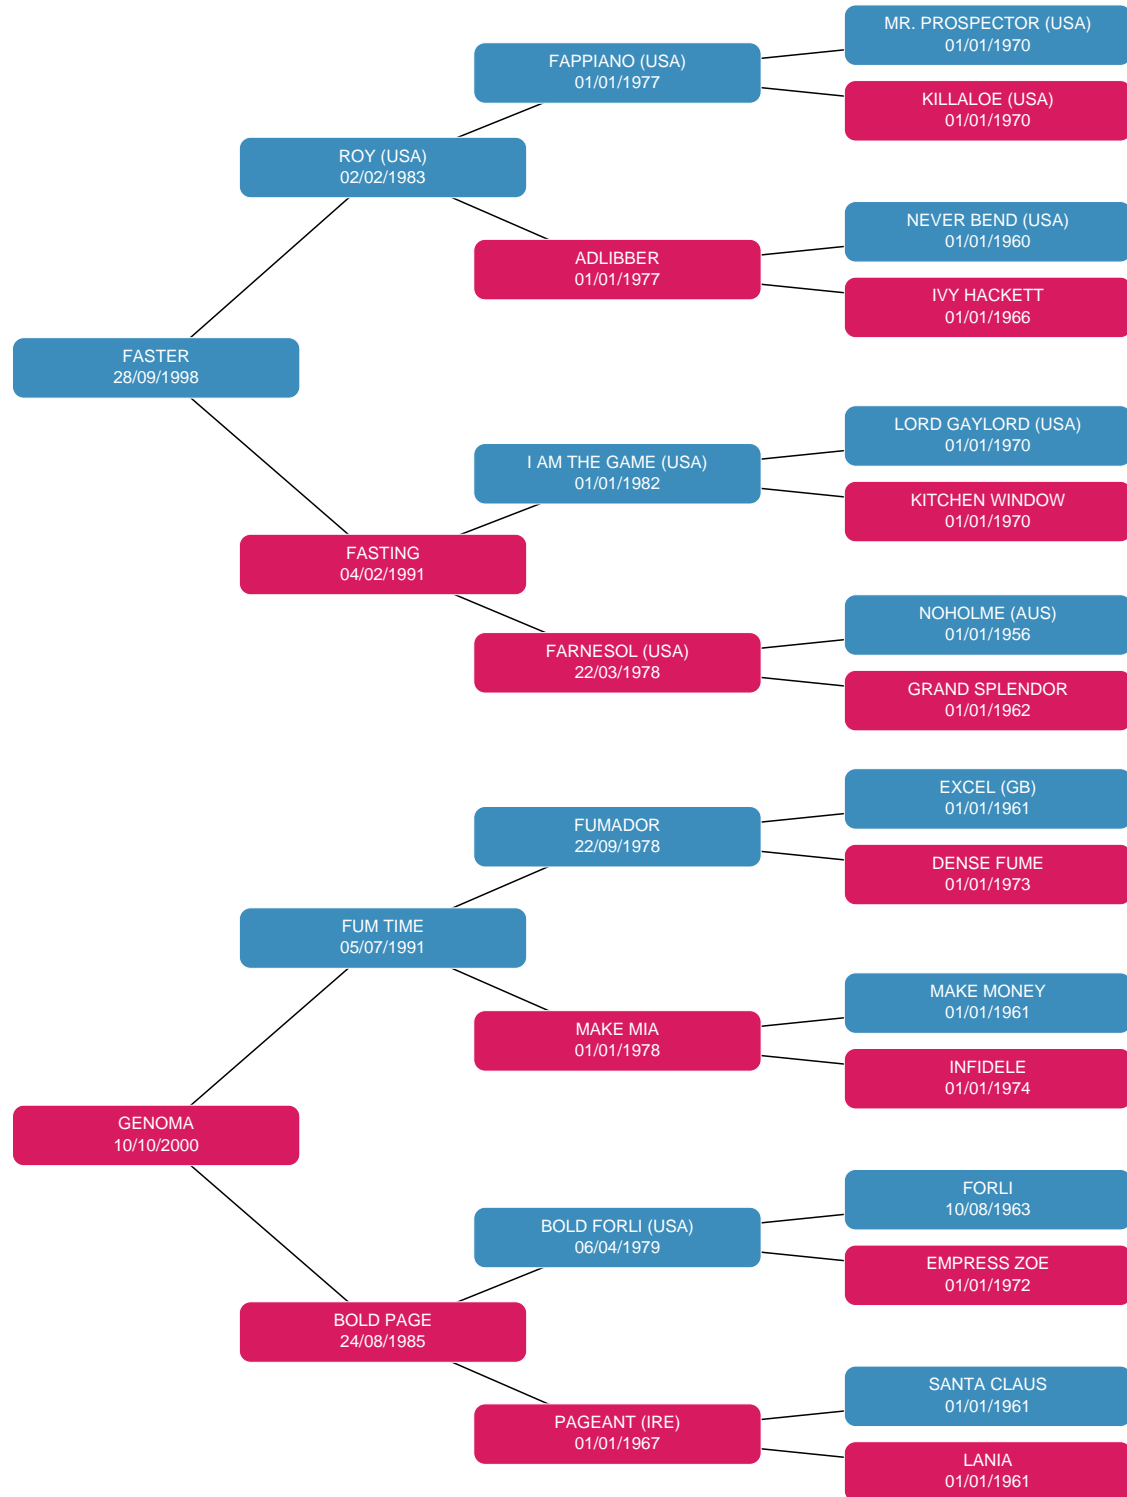 MR. PROSPECTOR (USA)
01/01/1970
FAPPIANO (USA)
01/01/1977
KILLALOE (USA)
01/01/1970
ROY (USA)
02/02/1983
NEVER BEND (USA)
01/01/1960
ADLIBBER
01/01/1977
IVY HACKETT
01/01/1966
FASTER
28/09/1998
LORD GAYLORD (USA)
01/01/1970
I AM THE GAME (USA)
01/01/1982
KITCHEN WINDOW
01/01/1970
FASTING
04/02/1991
NOHOLME (AUS)
01/01/1956
FARNESOL (USA)
22/03/1978
GRAND SPLENDOR
01/01/1962
EXCEL (GB)
01/01/1961
FUMADOR
22/09/1978
DENSE FUME
01/01/1973
FUM TIME
05/07/1991
MAKE MONEY
01/01/1961
MAKE MIA
01/01/1978
INFIDELE
01/01/1974
GENOMA
10/10/2000
FORLI
10/08/1963
BOLD FORLI (USA)
06/04/1979
EMPRESS ZOE
01/01/1972
BOLD PAGE
24/08/1985
SANTA CLAUS
01/01/1961
PAGEANT (IRE)
01/01/1967
LANIA
01/01/1961